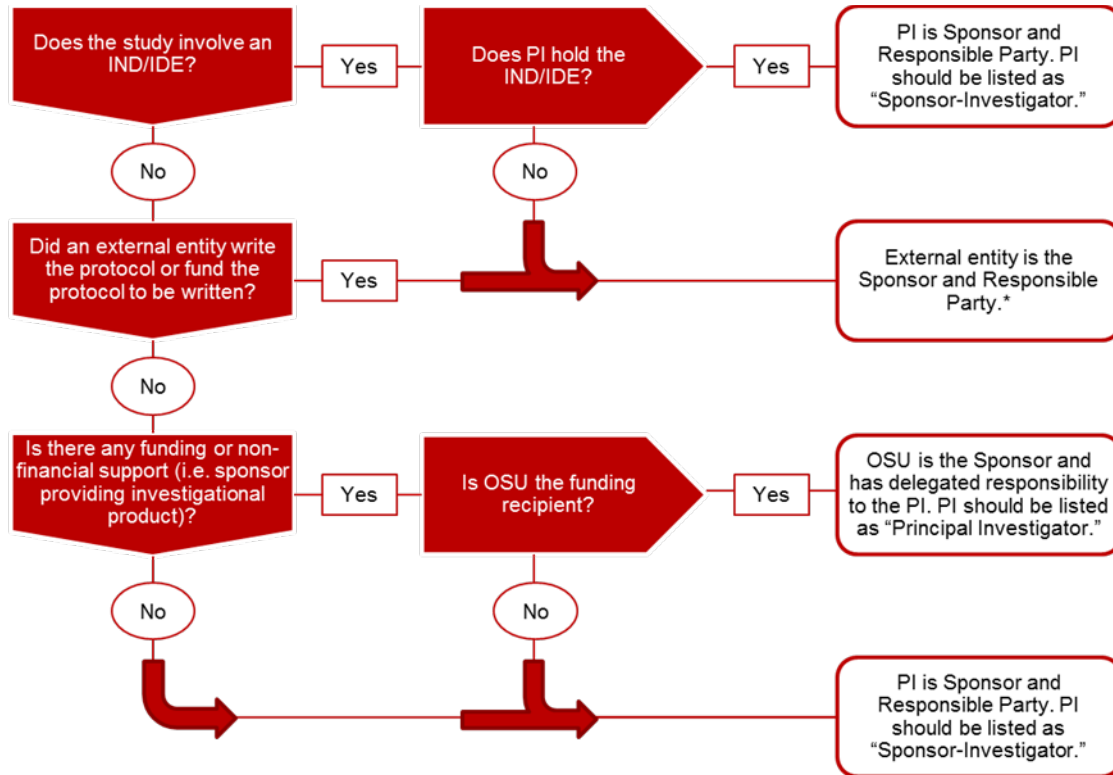 Does the study involve an
IND/IDE?
Yes
Does PI hold the
IND/IDE?
Yes
PI is Sponsor and
Responsible Party. PI
should be listed as
“Sponsor-Investigator.”
No
No
Did an external entity write
the protocol or fund the
protocol to be written?
Yes
External entity is the
Sponsor and Responsible
Party.*
No
Is there any funding or non-
financial support (i.e. sponsor
providing investigational
product)?
Yes
Is OSU the funding
recipient?
Yes
OSU is the Sponsor and
has delegated responsibility
to the PI. PI should be listed
as “Principal Investigator.”
No
No
PI is Sponsor and
Responsible Party. PI
should be listed as
“Sponsor-Investigator.”